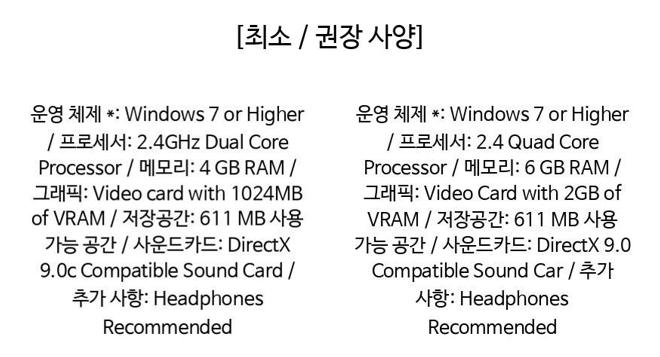 [최소 / 권장 사양]
운영 체제 *: Windows 7 or Higher
/ 프로세서: 2.4GHz Dual Core
Processor / 메모리: 4 GB RAM /
그래픽: Video card with 1024MB
of VRAM / 저장공간: 611 MB 사용
가능 공간 / 사운드카드: DirectX
9.0c Compatible Sound Card /
추가 사항: Headphones
Recommended
운영 체제 *: Windows 7 or Higher
/ 프로세서: 2.4 Quad Core
Processor / 메모리: 6 GB RAM /
그래픽: Video Card with 2GB of
VRAM / 저장공간: 611 MB 사용
가능 공간 / 사운드카드: DirectX 9.0
Compatible Sound Car / 추가
사항: Headphones
Recommended